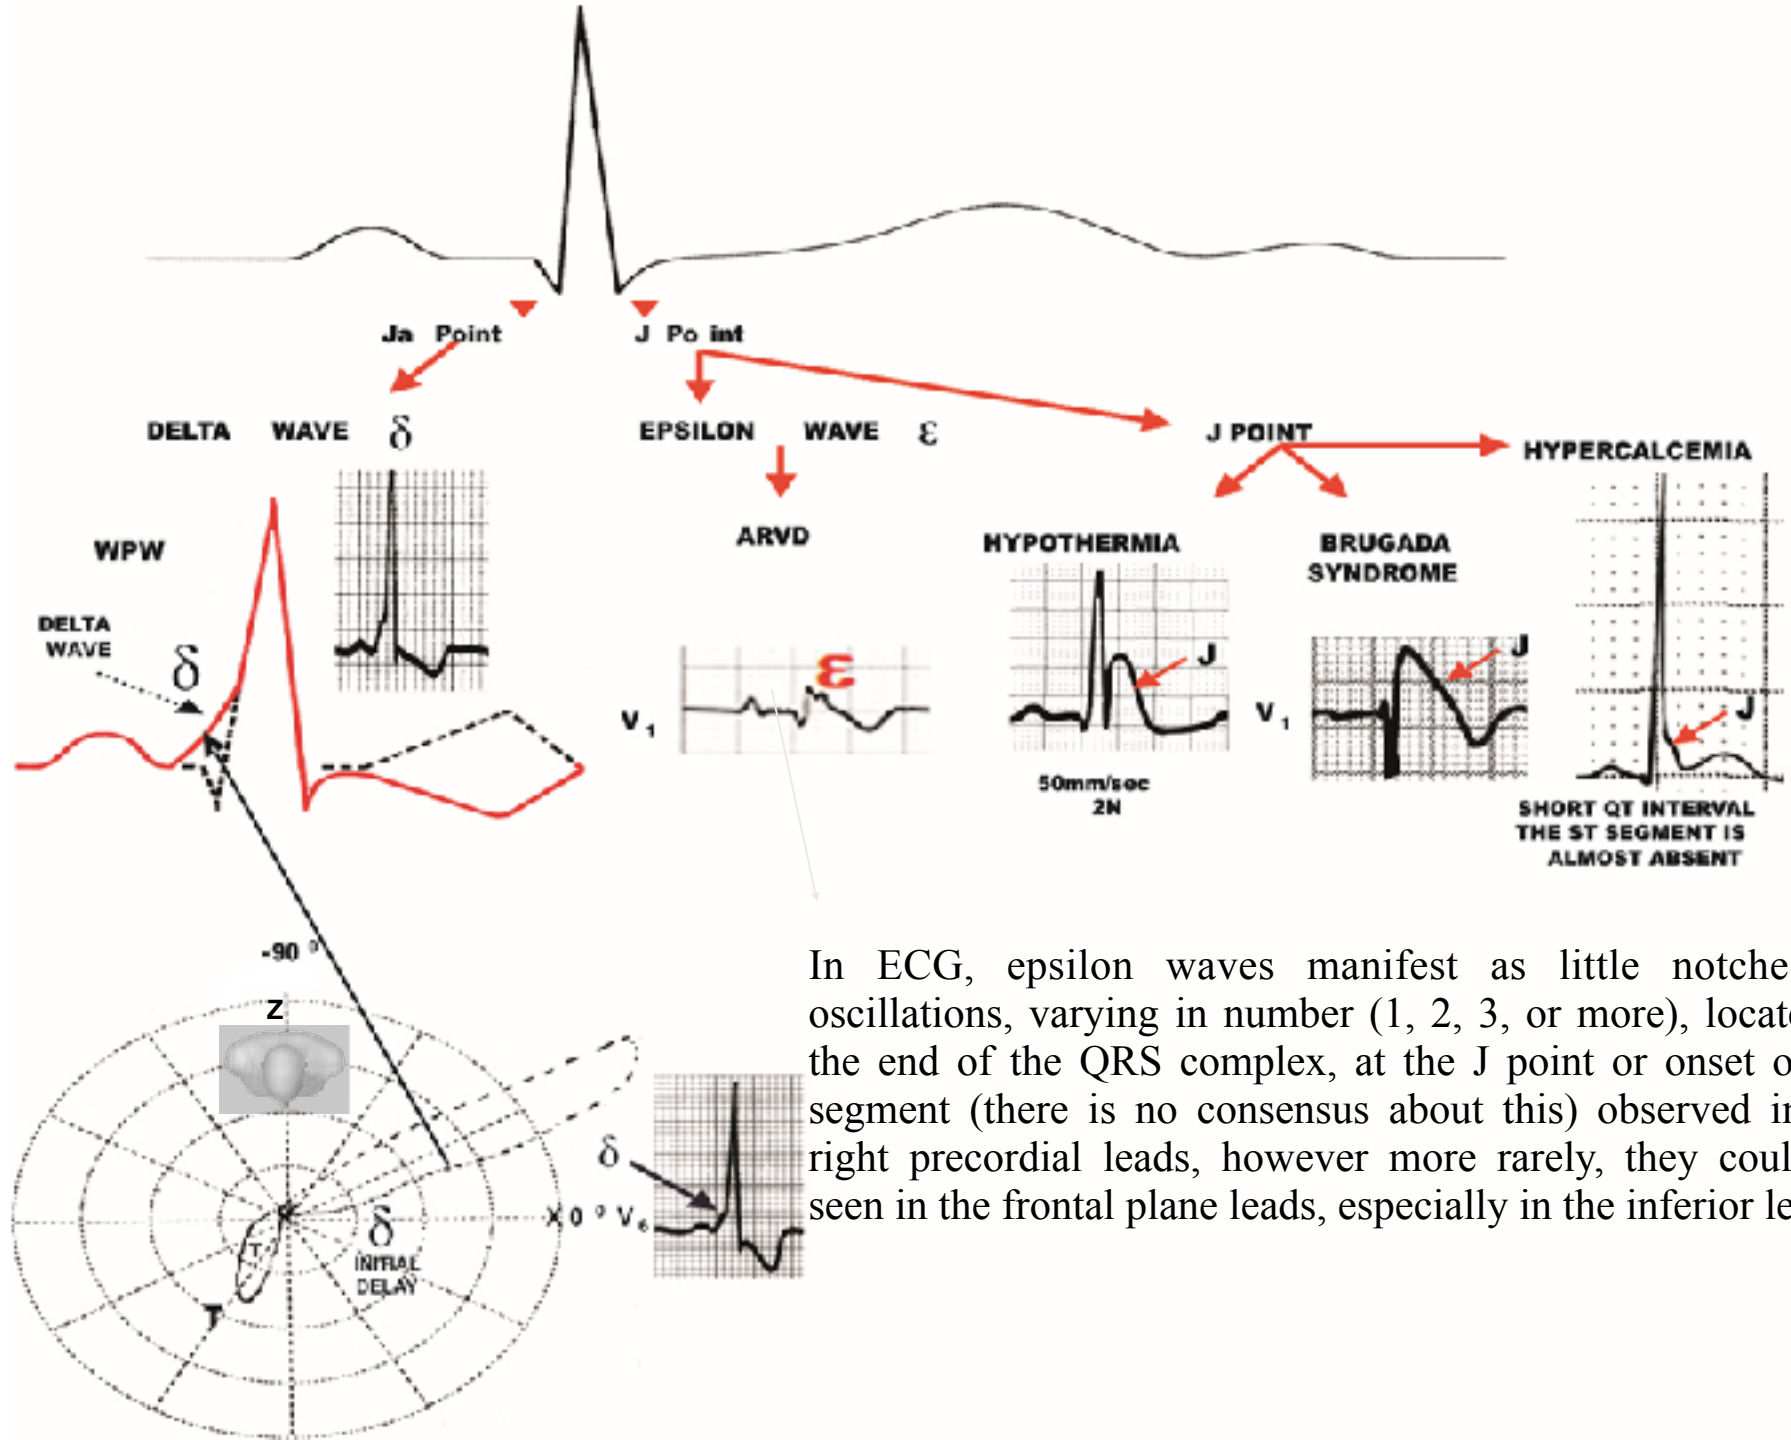 Ja Point
J Po int
DELTA WAVE δ
EPSILON WAVE ε
J POINT
HYPERCALCEMIA
WPW
ARVD
HYPOTHERMIA
BRUGADA
SYNDROME
DELTA
WAVE
δ
ε
J
J
J
V1
V1
50mm/sec
2N
SHORT QT INTERVAL
THE ST SEGMENT IS
ALMOST ABSENT
-90 º
Z
In ECG, epsilon waves manifest as little notche
oscillations, varying in number (1, 2, 3, or more), locate
the end of the QRS complex, at the J point or onset o
segment (there is no consensus about this) observed in
right precordial leads, however more rarely, they coul
seen in the frontal plane leads, especially in the inferior le
δ
X 0 º V6
δ
INITIAL
DELAY
T
T